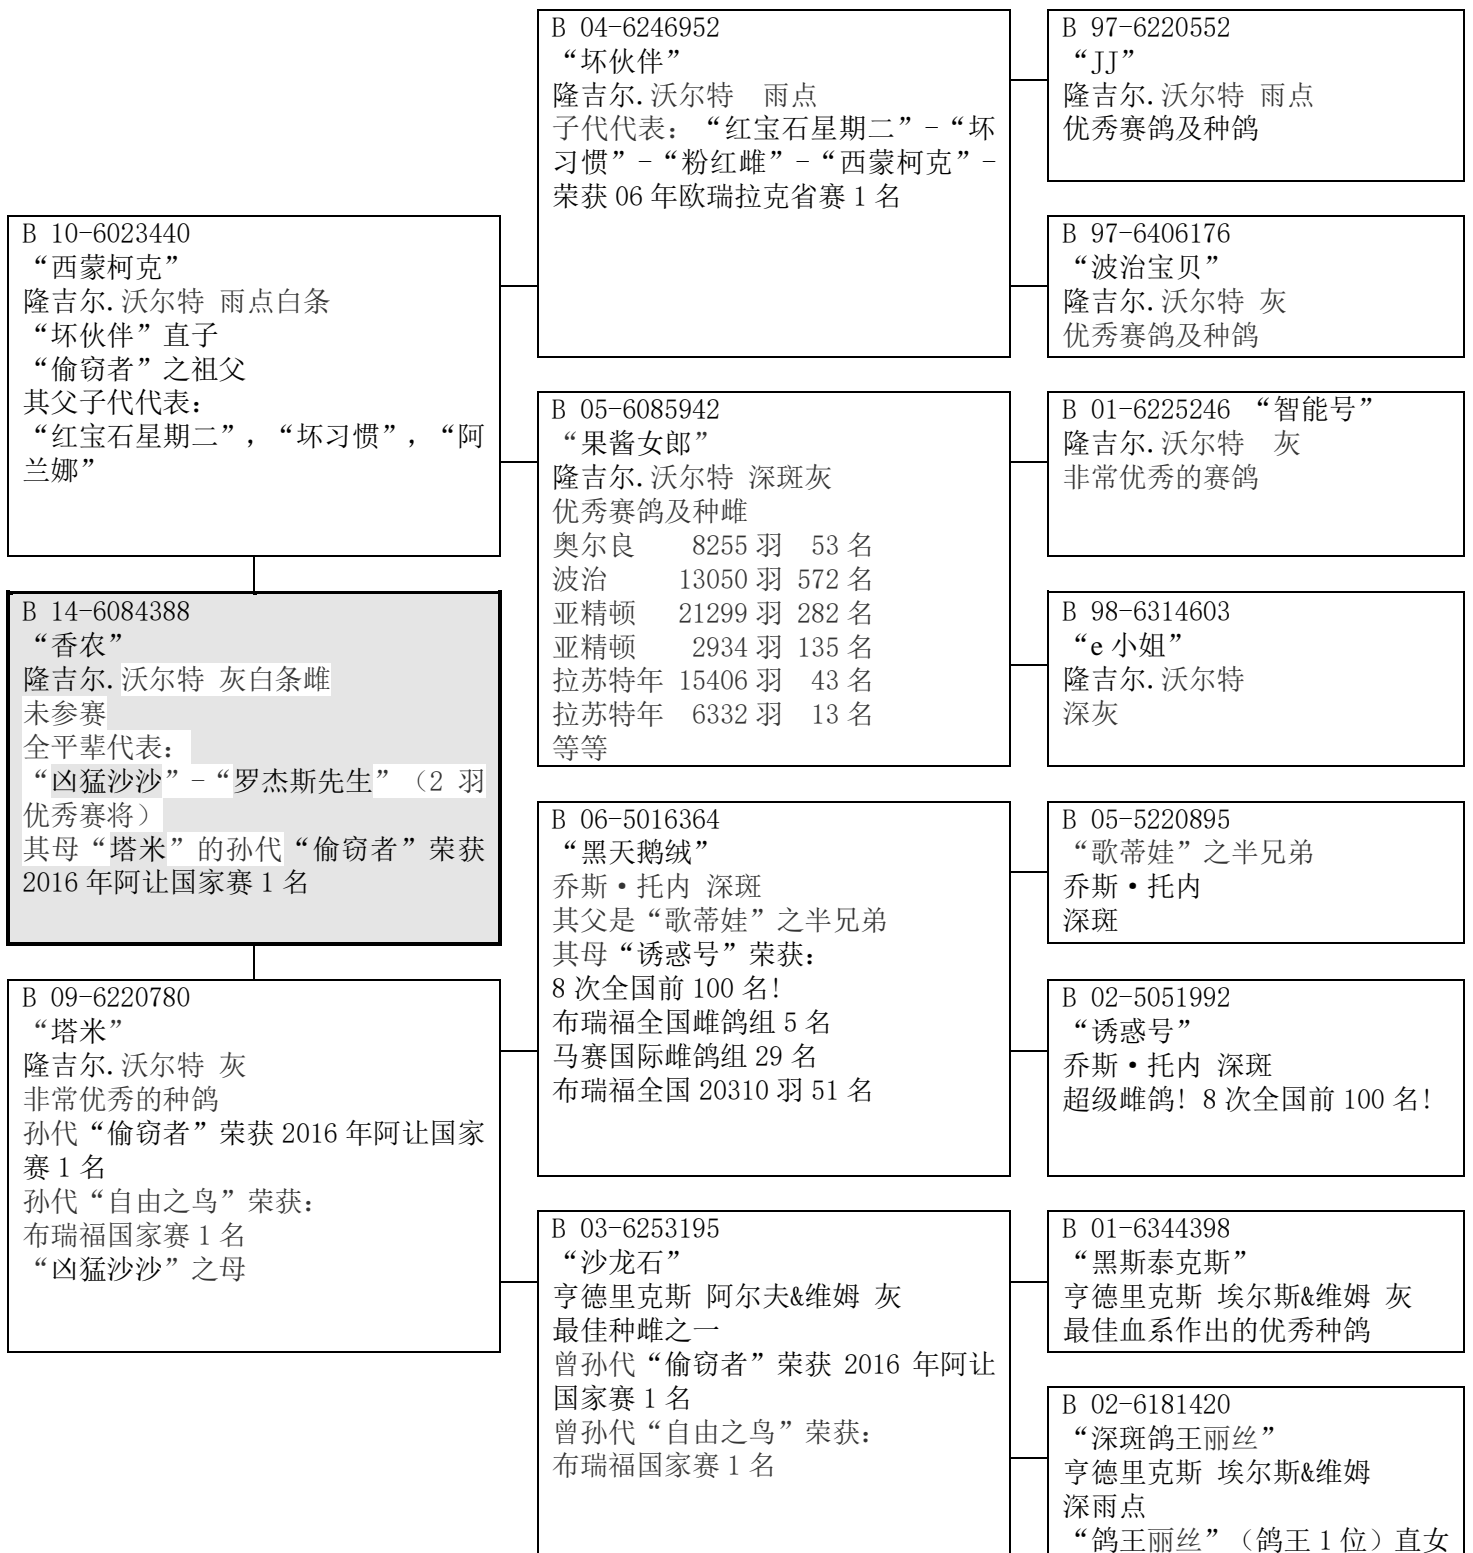 B 04-6246952
“坏伙伴”
隆吉尔.沃尔特 雨点
子代代表：“红宝石星期二”-“坏
习惯”-“粉红雌”-“西蒙柯克”-
荣获 06 年欧瑞拉克省赛 1 名
B 97-6220552
“JJ”
隆吉尔.沃尔特 雨点
优秀赛鸽及种鸽
B 10-6023440
“西蒙柯克”
隆吉尔.沃尔特 雨点白条
“坏伙伴”直子
“偷窃者”之祖父
其父子代代表：
“红宝石星期二”，“坏习惯”，“阿
兰娜”
B 97-6406176
“波治宝贝”
隆吉尔.沃尔特 灰
优秀赛鸽及种鸽
B 05-6085942
“果酱女郎”
隆吉尔.沃尔特 深斑灰
优秀赛鸽及种雌
奥尔良 8255 羽 53 名
波治 13050 羽 572 名
亚精顿 21299 羽 282 名
亚精顿 2934 羽 135 名
拉苏特年 15406 羽 43 名
拉苏特年 6332 羽 13 名
等等
B 01-6225246 “智能号”
隆吉尔.沃尔特 灰
非常优秀的赛鸽
B 14-6084388
“香农”
隆吉尔.沃尔特 灰白条雌
未参赛
全平辈代表：
“凶猛沙沙”-“罗杰斯先生”（2 羽
优秀赛将）
其母“塔米”的孙代“偷窃者”荣获
2016 年阿让国家赛 1 名
B 98-6314603
“e 小姐”
隆吉尔.沃尔特
深灰
B 06-5016364
“黑天鹅绒”
乔斯·托内 深斑
其父是“歌蒂娃”之半兄弟
其母“诱惑号”荣获：
8 次全国前 100 名!
布瑞福全国雌鸽组 5 名
马赛国际雌鸽组 29 名
布瑞福全国 20310 羽 51 名
B 05-5220895
“歌蒂娃”之半兄弟
乔斯·托内
深斑
B 09-6220780
“塔米”
隆吉尔.沃尔特 灰
非常优秀的种鸽
孙代“偷窃者”荣获 2016 年阿让国家
赛 1 名
孙代“自由之鸟”荣获：
布瑞福国家赛 1 名
“凶猛沙沙”之母
B 02-5051992
“诱惑号”
乔斯·托内 深斑
超级雌鸽! 8 次全国前 100 名!
B 03-6253195
“沙龙石”
亨德里克斯 阿尔夫&维姆 灰
最佳种雌之一
曾孙代“偷窃者”荣获 2016 年阿让
国家赛 1 名
曾孙代“自由之鸟”荣获：
布瑞福国家赛 1 名
B 01-6344398
“黑斯泰克斯”
亨德里克斯 埃尔斯&维姆 灰
最佳血系作出的优秀种鸽
B 02-6181420
“深斑鸽王丽丝”
亨德里克斯 埃尔斯&维姆
深雨点
“鸽王丽丝”（鸽王 1 位）直女